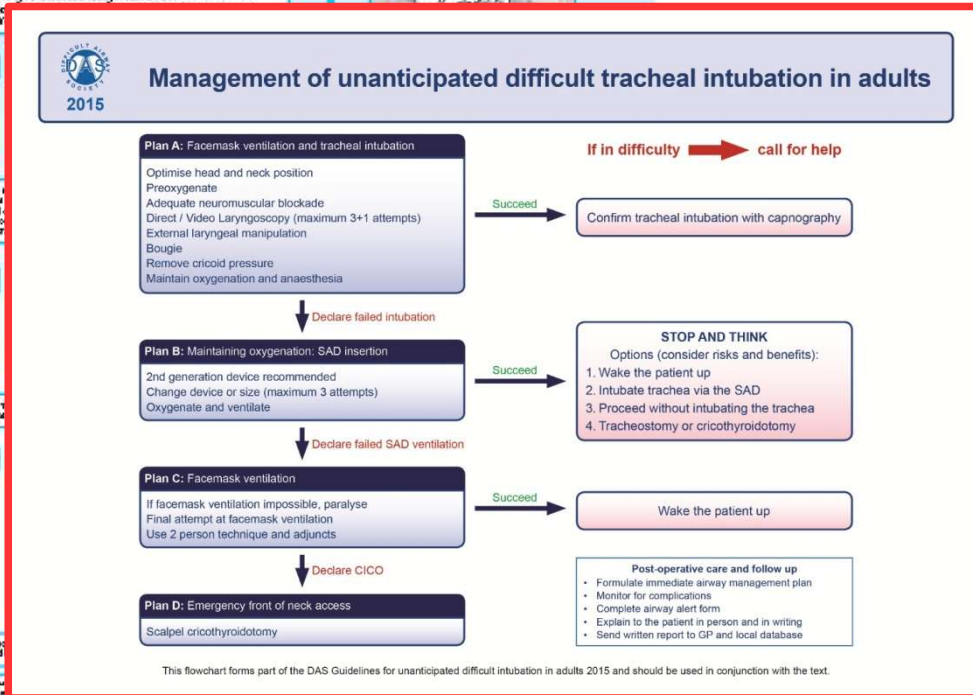 DIFFICULT AIRWAY SOCIETY
DAS
2015
Management of unanticipated difficult tracheal intubation in adults
If in difficulty call for help
Plan A: Facemask ventilation and tracheal intubation
Optimise head and neck position
Preoxygenate
Adequate neuromuscular blockade
Direct / Video Laryngoscopy (maximum 3+1 attempts)
External laryngeal manipulation
Bougie
Remove cricoid pressure
Maintain oxygenation and anaesthesia
Succeed
Confirm tracheal intubation with capnography
Declare failed intubation
Plan B: Maintaining oxygenation: SAD insertion
2nd generation device recommended
Change device or size (maximum 3 attempts)
Oxygenate and ventilate
Succeed
STOP AND THINK
Options (consider risks and benefits):
1. Wake the patient up
2. Intubate trachea via the SAD
3. Proceed without intubating the trachea
4. Tracheostomy or cricothyroidotomy
Declare failed SAD ventilation
Plan C: Facemask ventilation
If facemask ventilation impossible, paralyse
Final attempt at facemask ventilation
Use 2 person technique and adjuncts
Succeed
Wake the patient up
Declare CICO
Plan D: Emergency front of neck access
Scalpel cricothyroidotomy
Post-operative care and follow up
• Formulate immediate airway management plan
• Monitor for complications
• Complete airway alert form
• Explain to the patient in person and in writing
• Send written report to GP and local database
This flowchart forms part of the DAS Guidelines for unanticipated difficult intubation in adults 2015 and should be used in conjunction with the text.